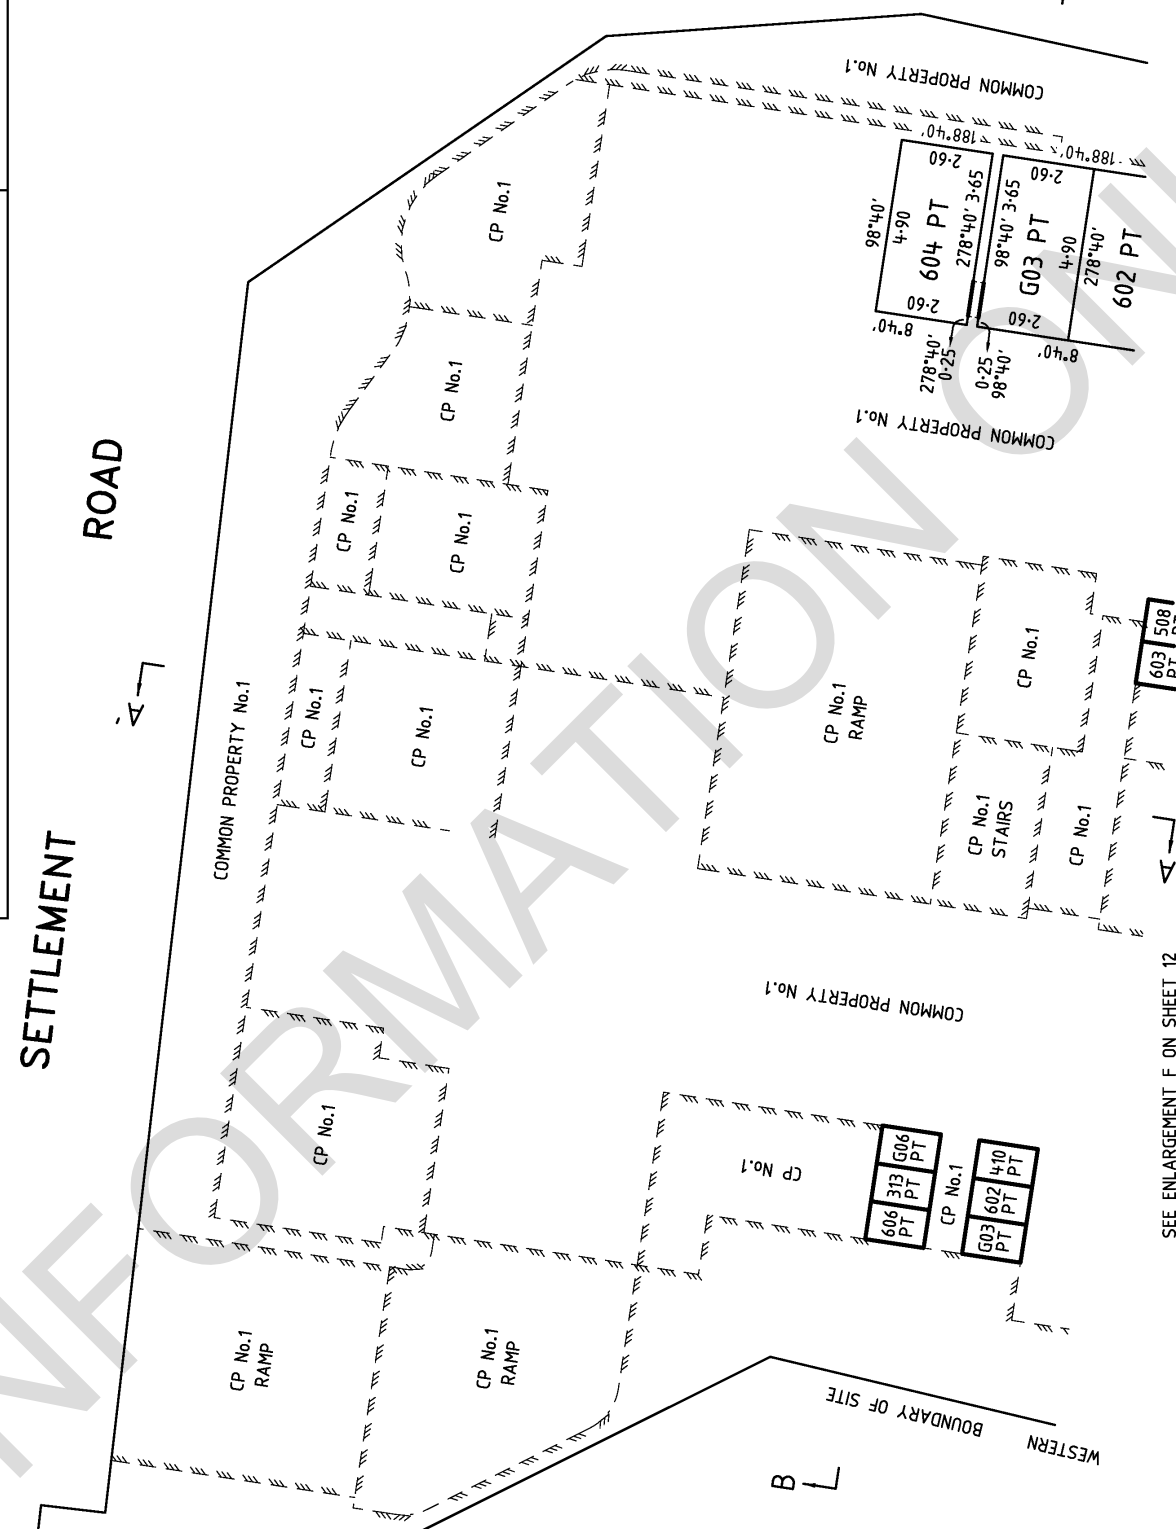 SETTLEMENT
ROAD
COMMON PROPERTY No.1
COMMON PROPERTY No.1
188°40'
188°40'
98°40'
4·90
604 PT
2·60
2·60
278°40' 3·65
98°40' 3·65
G03 PT
2·60
2·60
4·90
278°40'
602 PT
8°40'
8°40'
278°40'
0·25
0·25
98°40'
COMMON PROPERTY No.1
CP No.1
CP No.1
CP No.1
CP No.1
CP No.1
CP No.1
A'
CP No.1
RAMP
CP No.1
CP No.1
STAIRS
CP No.1
603
PT
508
PT
A
COMMON PROPERTY No.1
CP No.1
CP No.1
606
PT
313
PT
G06
PT
CP No.1
G03
PT
602
PT
410
PT
SEE ENLARGEMENT F ON SHEET 12
CP No.1
RAMP
CP No.1
RAMP
WESTERN BOUNDARY OF SITE
B
INFORMATION ONL